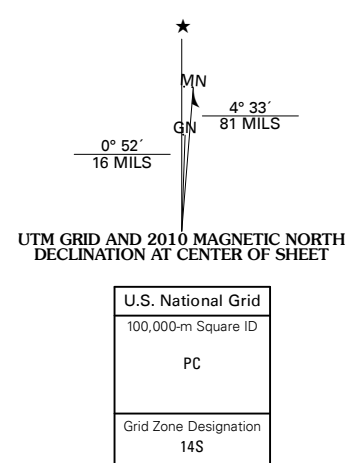 MN
4° 33´
81 MILS
GN
0° 52´
16 MILS
UTM GRID AND 2010 MAGNETIC NORTH
DECLINATION AT CENTER OF SHEET
U.S. National Grid
100,000-m Square ID
PC
Grid Zone Designation
14S